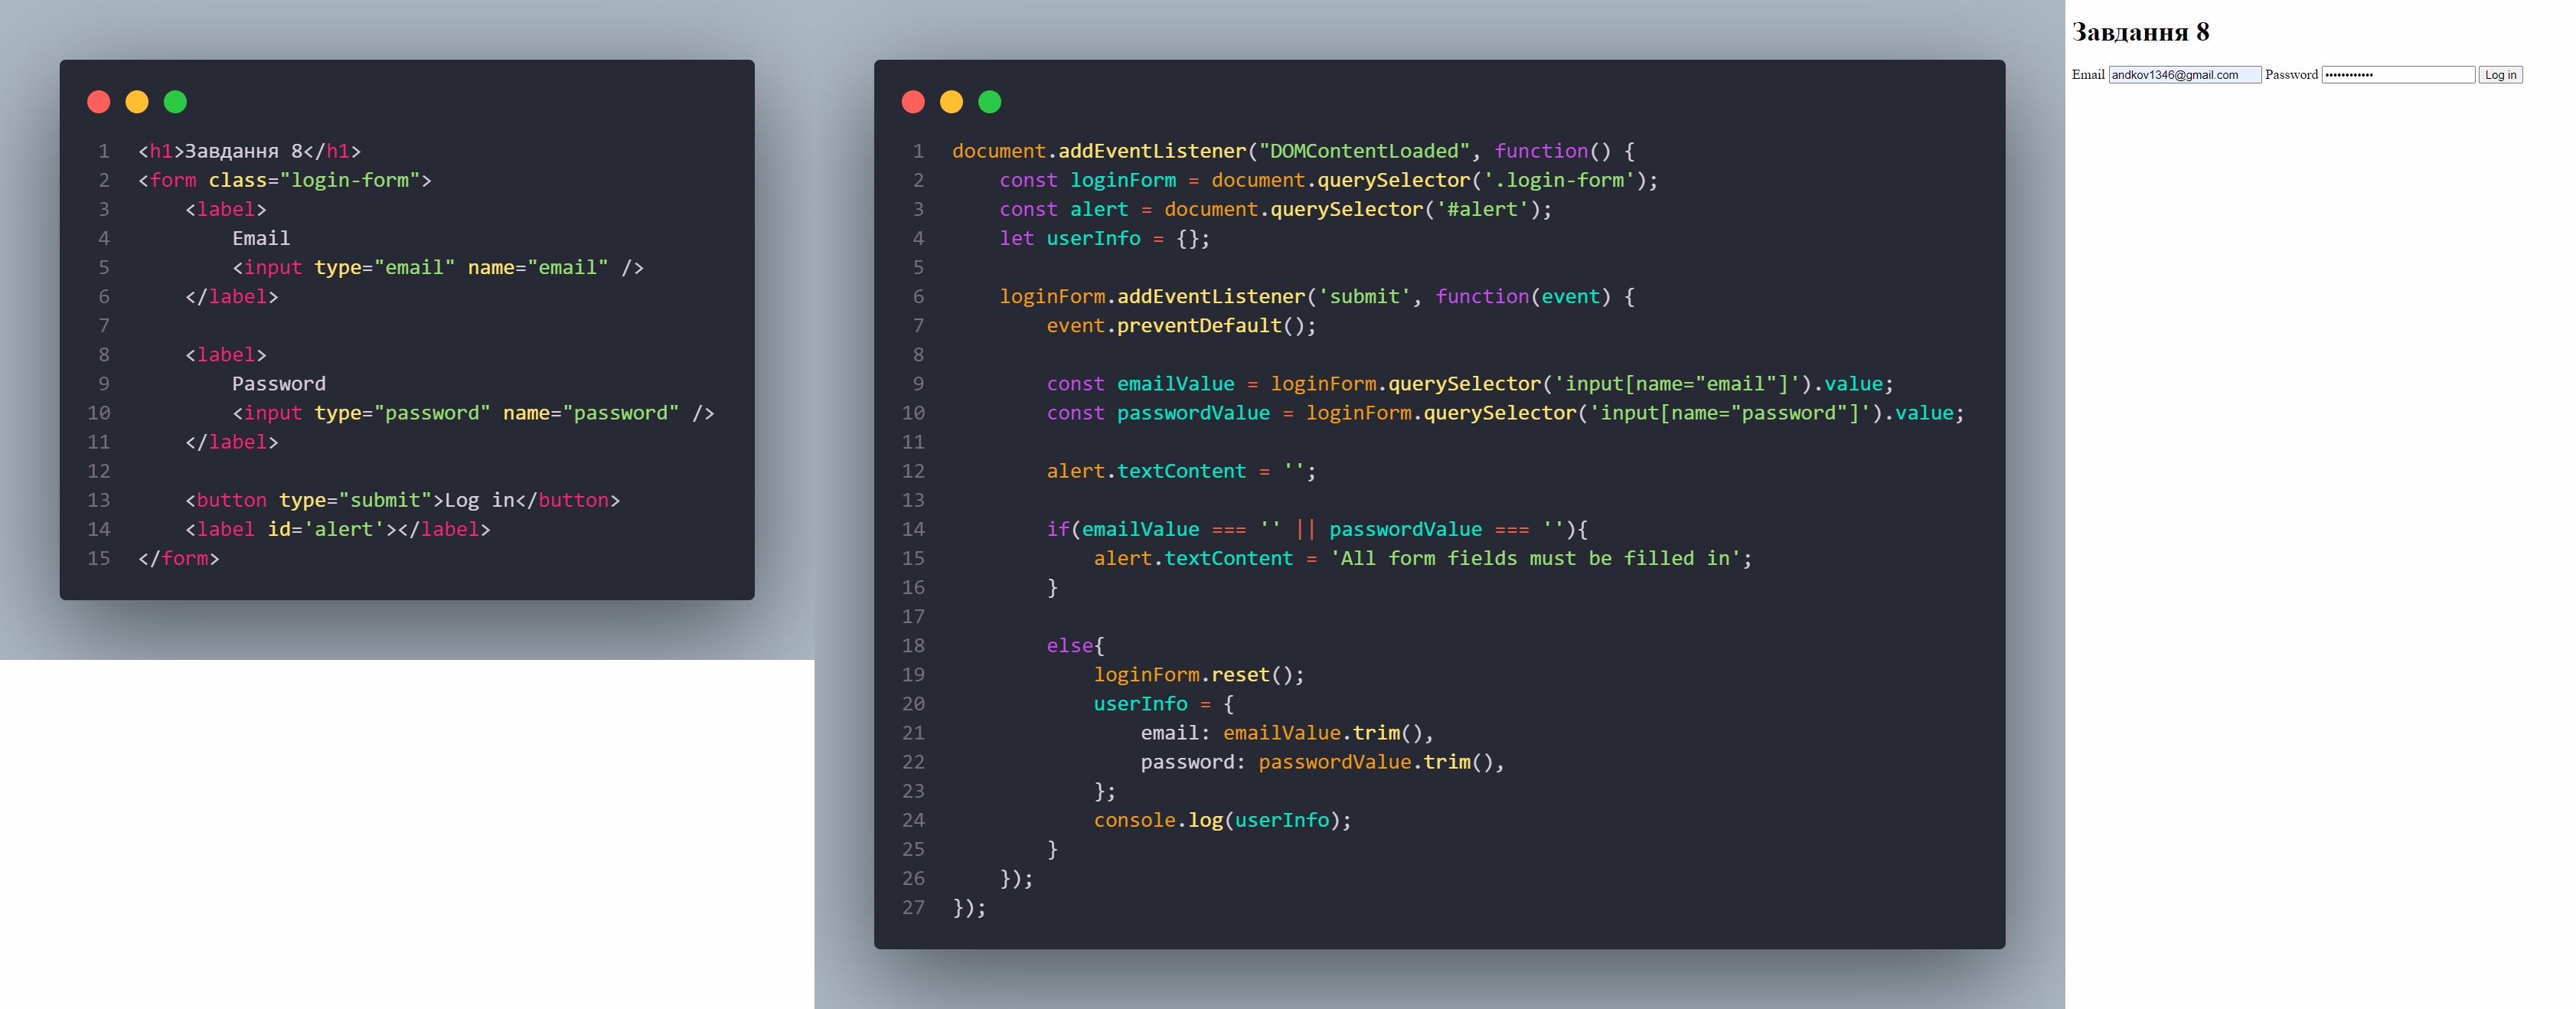 1 <h1>Завдання 8</h1>
2 <form class="login-form">
3     <label>
4         Email
5         <input type="email" name="email" />
6     </label>
7
8     <label>
9         Password
10         <input type="password" name="password" />
11     </label>
12
13     <button type="submit">Log in</button>
14     <label id='alert'></label>
15 </form>
1 document.addEventListener("DOMContentLoaded", function() {
2     const loginForm = document.querySelector('.login-form');
3     const alert = document.querySelector('#alert');
4     let userInfo = {};
5
6     loginForm.addEventListener('submit', function(event) {
7         event.preventDefault();
8
9         const emailValue = loginForm.querySelector('input[name="email"]').value;
10         const passwordValue = loginForm.querySelector('input[name="password"]').value;
11
12         alert.textContent = '';
13
14         if(emailValue === '' || passwordValue === ''){
15             alert.textContent = 'All form fields must be filled in';
16         }
17
18         else{
19             loginForm.reset();
20             userInfo = {
21                 email: emailValue.trim(),
22                 password: passwordValue.trim(),
23             };
24             console.log(userInfo);
25         }
26     });
27 });
Завдання 8
Email andkov1346@gmail.com Password •••••••••••• Log in